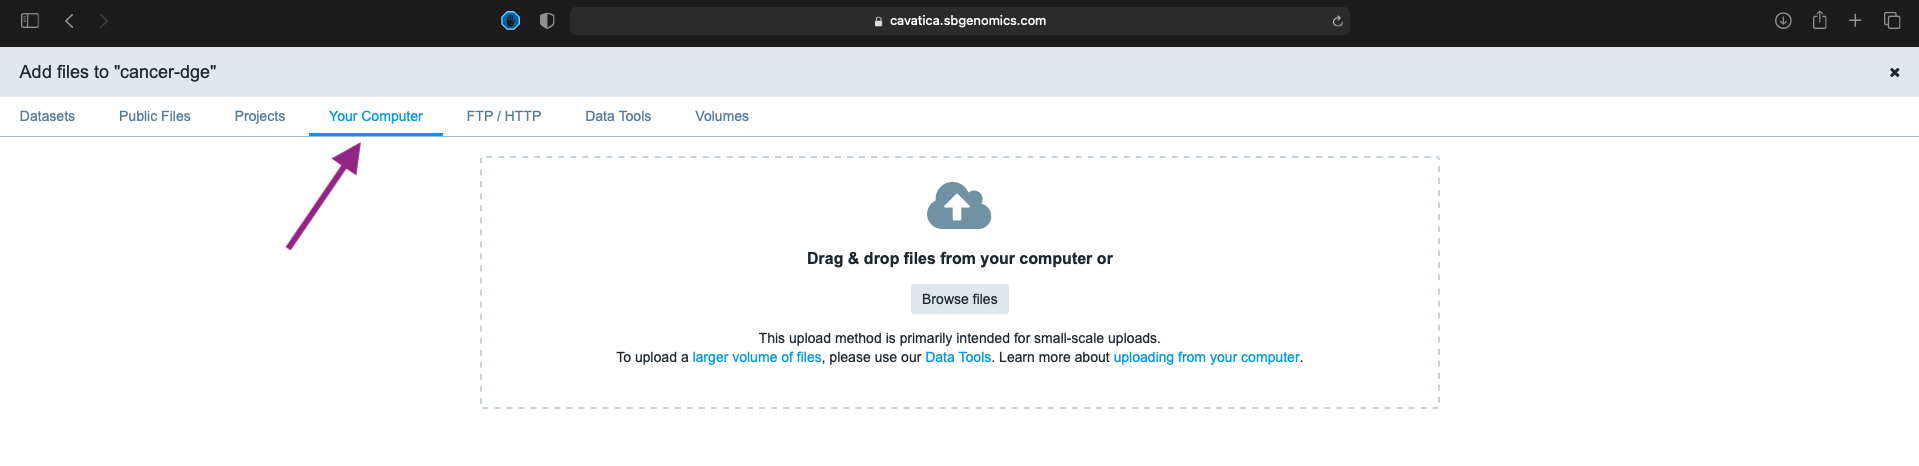 cavatica.sbgenomics.com
Add files to "cancer-dge"
Datasets Public Files Projects Your Computer FTP / HTTP Data Tools Volumes
Drag & drop files from your computer or
Browse files
This upload method is primarily intended for small-scale uploads.
To upload a larger volume of files, please use our Data Tools. Learn more about uploading from your computer.